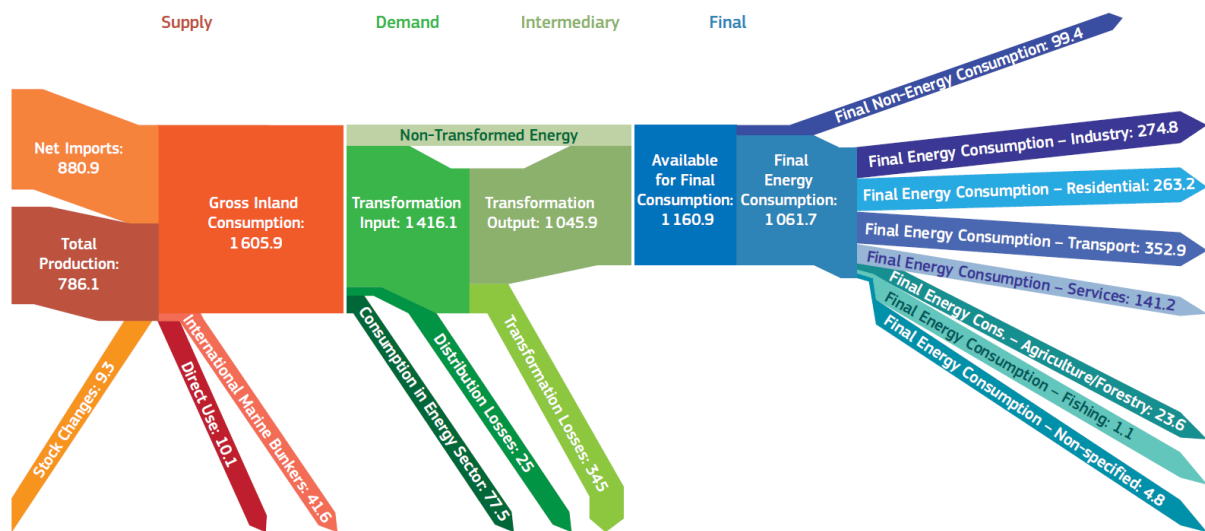 Supply
Demand
Intermediary
Final
Net Imports:
880.9
Total
Production:
786.1
Stock Changes: 9.3
Direct Use: 10.1
International Marine Bunkers: 41.6
Gross Inland
Consumption:
1 605.9
Non-Transformed Energy
Transformation
Input: 1 416.1
Transformation
Output: 1 045.9
Consumption in Energy Sector: 77.5
Distribution Losses: 25
Transformation Losses: 345
Available
for Final
Consumption:
1 160.9
Final
Energy
Consumption:
1 061.7
Final Non-Energy Consumption: 99.4
Final Energy Consumption – Industry: 274.8
Final Energy Consumption – Residential: 263.2
Final Energy Consumption – Transport: 352.9
Final Energy Consumption – Services: 141.2
Final Energy Cons. – Agriculture/Forestry: 23.6
Final Energy Consumption – Fishing: 1.1
Final Energy Consumption – Non-specified: 4.8